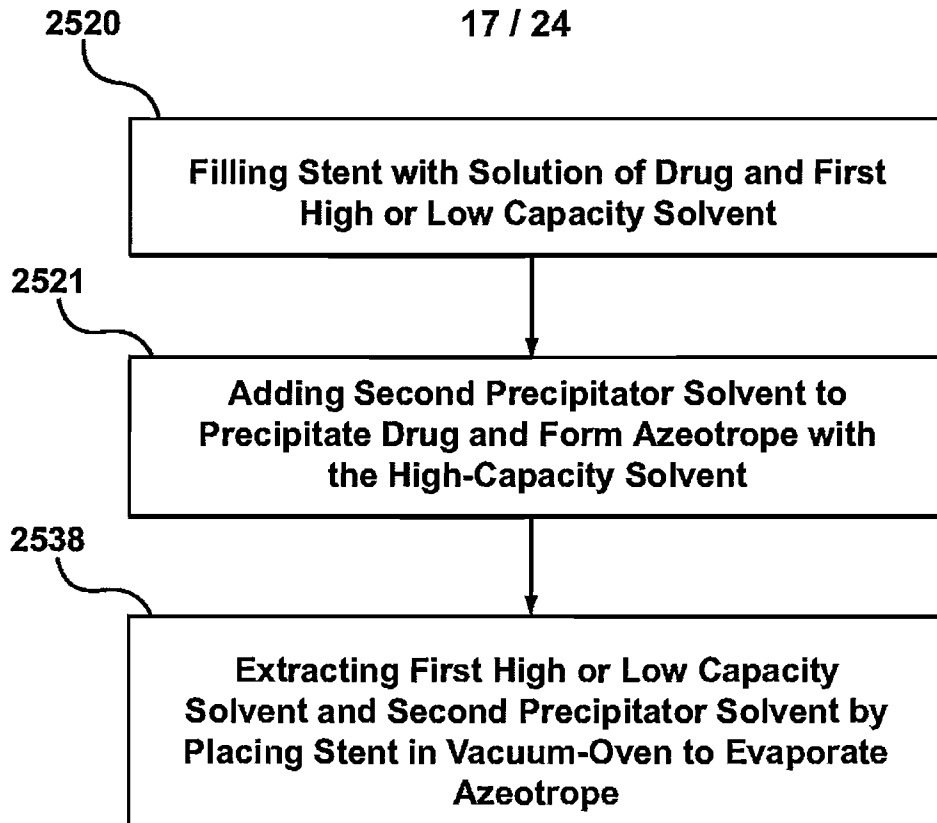 2520
17 / 24
Filling Stent with Solution of Drug and First
High or Low Capacity Solvent
2521
Adding Second Precipitator Solvent to
Precipitate Drug and Form Azeotrope with
the High-Capacity Solvent
2538
Extracting First High or Low Capacity
Solvent and Second Precipitator Solvent by
Placing Stent in Vacuum-Oven to Evaporate
Azeotrope